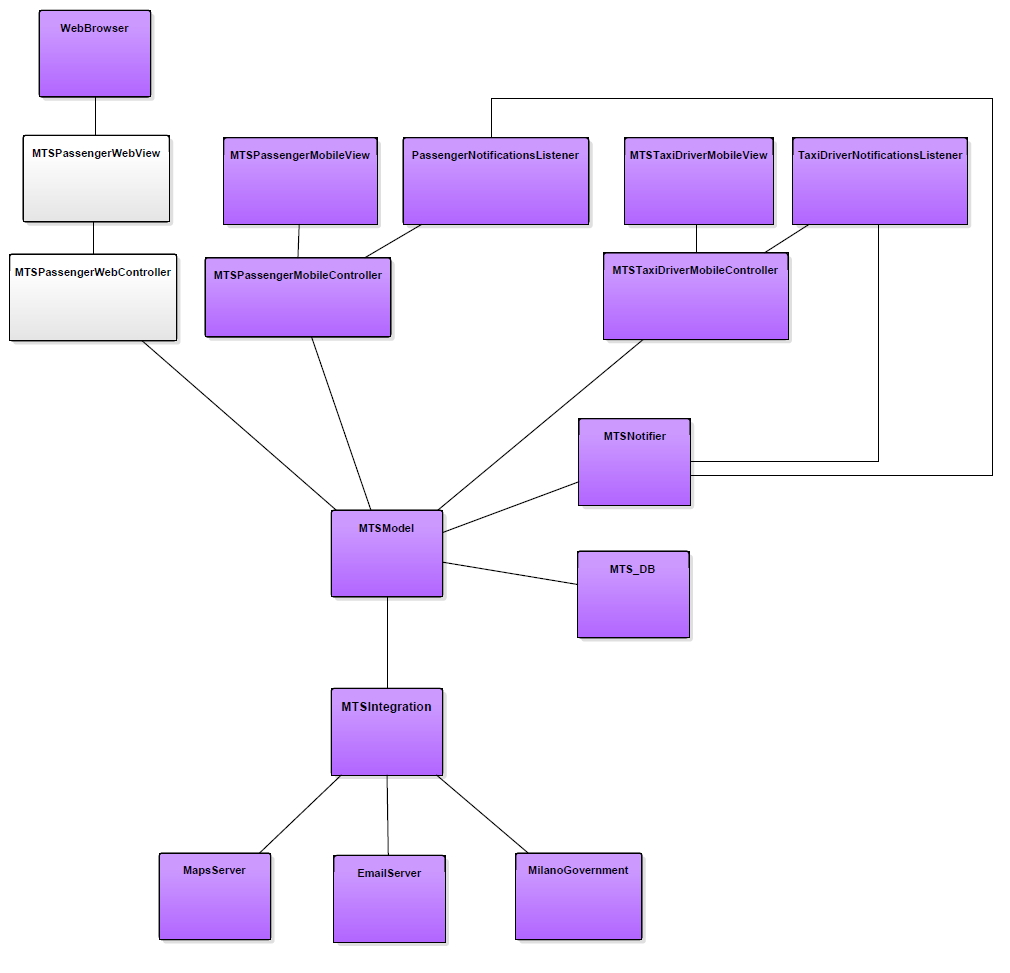 WebBrowser
MTSPassengerWebView
MTSPassengerMobileView
PassengerNotificationsListener
MTSTaxiDriverMobileView
TaxiDriverNotificationsListener
MTSPassengerWebController
MTSPassengerMobileController
MTSTaxiDriverMobileController
MTSNotifier
MTSModel
MTS_DB
MTSIntegration
MapsServer
EmailServer
MilanoGovernment